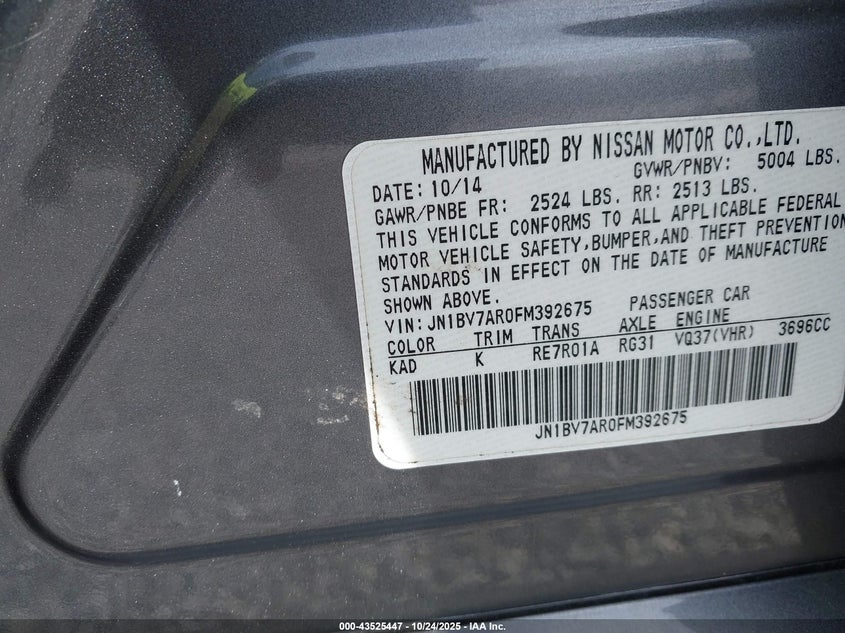 MANUFACTURED BY NISSAN MOTOR CO.,LTD.
DATE: 10/14 GVWR/PNBV: 5004 LBS.
GAWR/PNBE FR: 2524 LBS. RR: 2513 LBS.
THIS VEHICLE CONFORMS TO ALL APPLICABLE FEDERAL
MOTOR VEHICLE SAFETY,BUMPER,AND THEFT PREVENTION
STANDARDS IN EFFECT ON THE DATE OF MANUFACTURE
SHOWN ABOVE.
VIN:JN1BV7AR0FM392675 PASSENGER CAR
COLOR TRIM TRANS AXLE ENGINE
KAD K RE7R01A RG31 VQ37(VHR) 3696CC
JN1BV7AR0FM392675
000-43525447 - 10/24/2025 - IAA Inc.